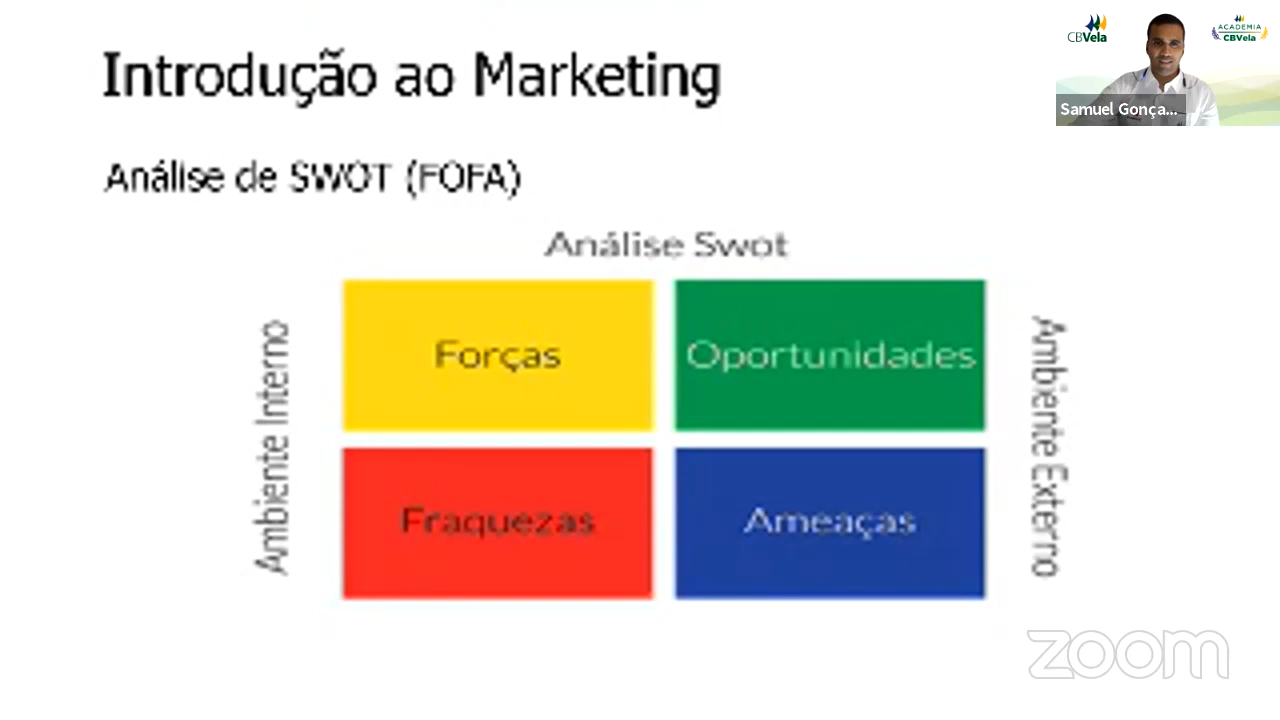 Introdução ao Marketing
CBVela
ACADEMIA
CBVela
Samuel Gonça...
Análise de SWOT (FOFA)
Análise Swot
Ambiente Interno
Forças
Oportunidades
Ambiente Externo
Fraquezas
Ameaças
zoom